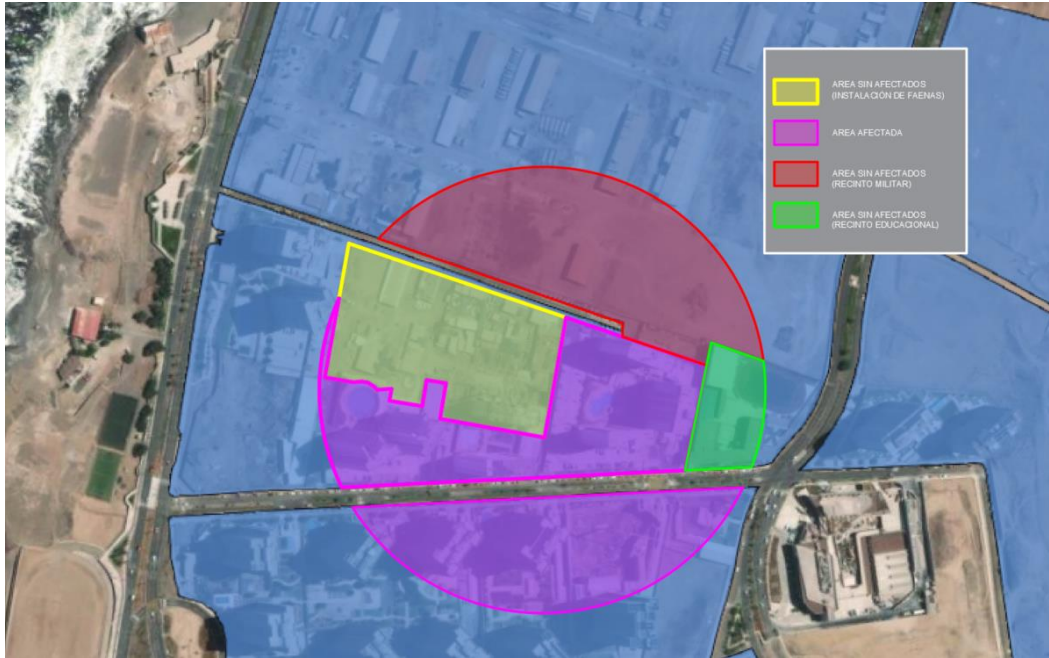 AREA SIN AFECTADOS
(INSTALACIÓN DE FAENAS)
AREA AFECTADA
AREA SIN AFECTADOS
(RECINTO MILITAR)
AREA SIN AFECTADOS
(RECINTO EDUCACIONAL)